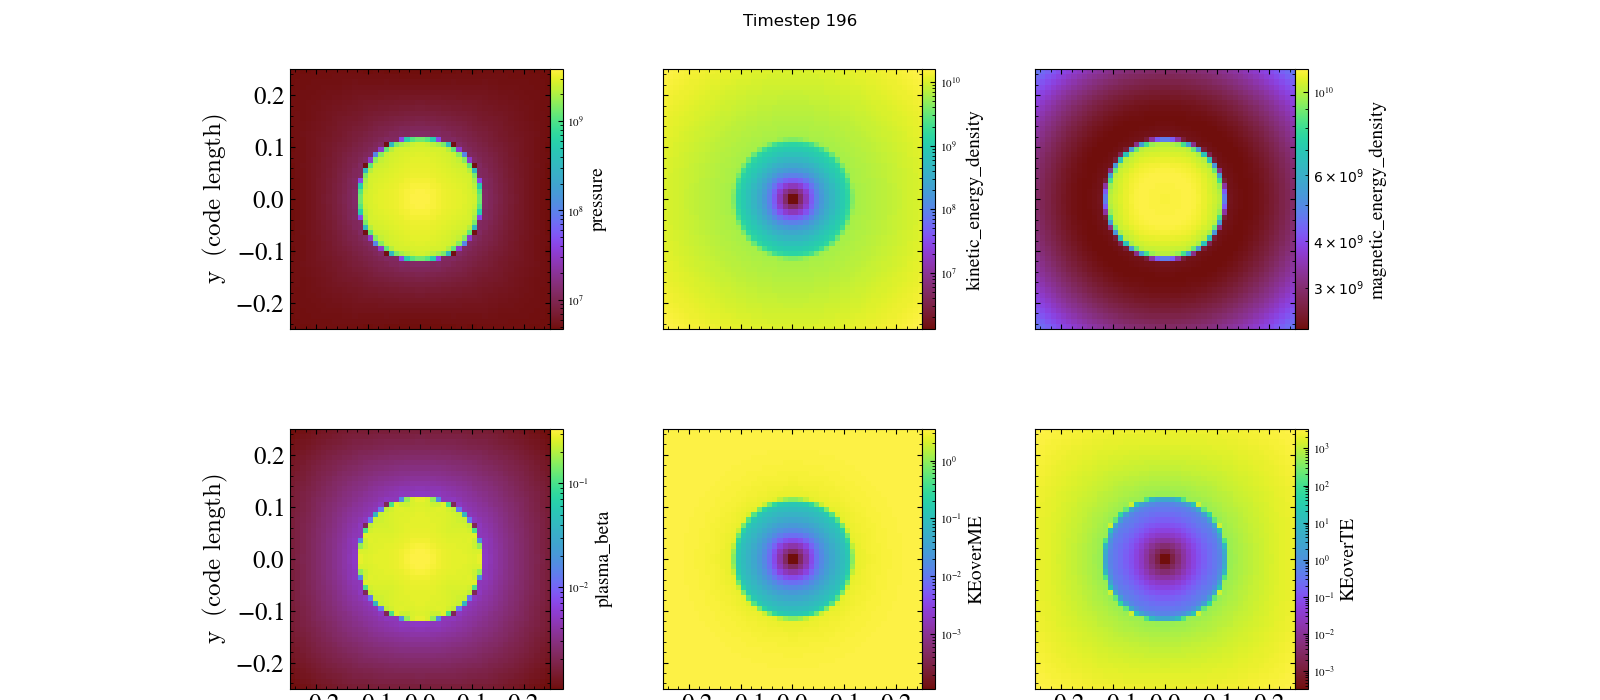 Timestep 196
0.2
0.1
0.0
−0.1
−0.2
y (code length)
10⁹
10⁸
10⁷
pressure
10¹⁰
10⁹
10⁸
10⁷
kinetic_energy_density
10¹⁰
6 × 10⁹
4 × 10⁹
3 × 10⁹
magnetic_energy_density
0.2
0.1
0.0
−0.1
−0.2
y (code length)
10⁻¹
10⁻²
plasma_beta
10⁰
10⁻¹
10⁻²
10⁻³
KEoverME
10³
10²
10¹
10⁰
10⁻¹
10⁻²
10⁻³
KEoverTE